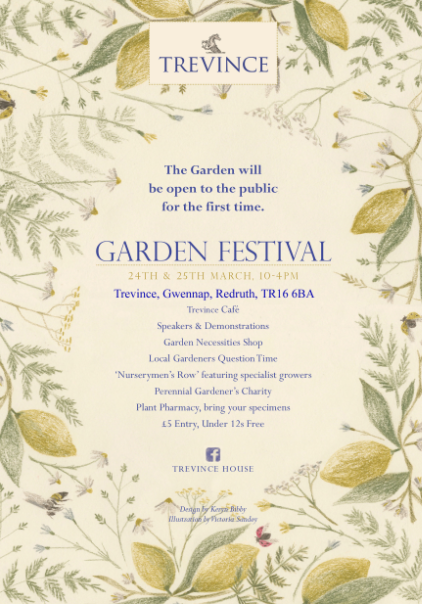 TREVINCE
The Garden will
be open to the public
for the first time.
GARDEN FESTIVAL
24TH & 25TH MARCH, 10-4PM
Trevince, Gwennap, Redruth, TR16 6BA
Trevince Café
Speakers & Demonstrations
Garden Necessities Shop
Local Gardeners Question Time
‘Nurserymen's Row’ featuring specialist growers
Perennial Gardener's Charity
Plant Pharmacy, bring your specimens
£5 Entry, Under 12s Free
f
TREVINCE HOUSE
Design by Bibby
Illustration by Victoria